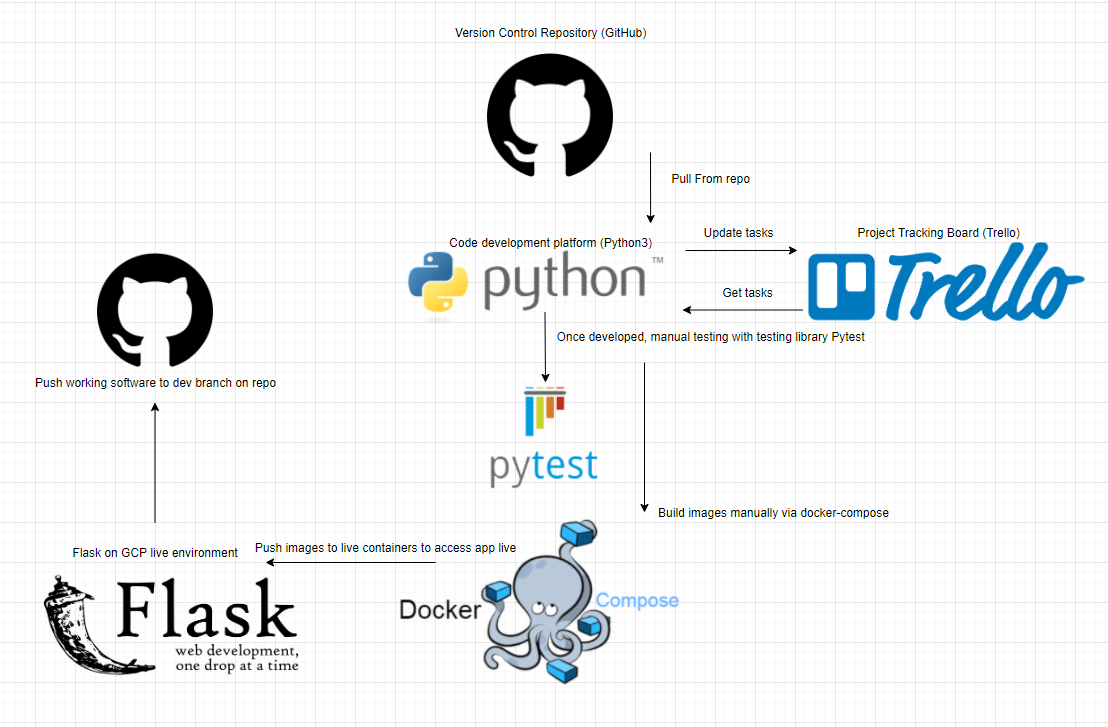 Version Control Repository (GitHub)
Pull From repo
Update tasks
Project Tracking Board (Trello)
Code development platform (Python3)
python™
Trello
Get tasks
Once developed, manual testing with testing library Pytest
Push working software to dev branch on repo
pytest
Build images manually via docker-compose
Flask on GCP live environment
Push images to live containers to access app live
Docker
Compose
Flask
web development,
one drop at a time